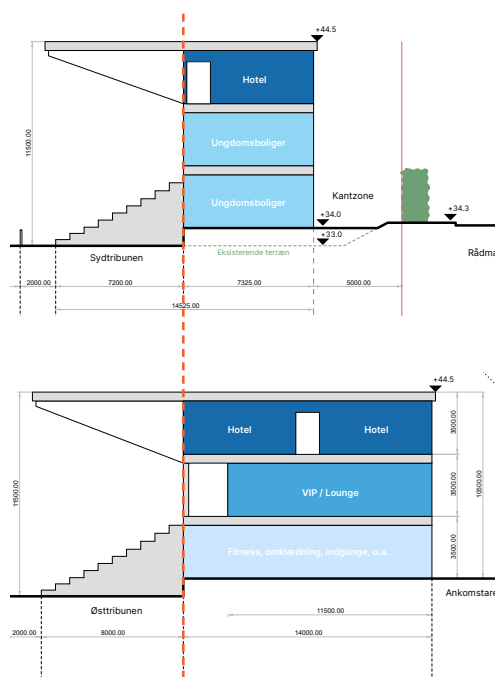 +44.5
Hotel
11500.00
Ungdomsboliger
Ungdomsboliger
Kantzone
+34.0
+34.3
+33.0
Sydtribunen
Eksisterende terræn
2000.00
7200.00
7325.00
5000.00
14525.00
+44.5
Hotel
Hotel
3500.00
11500.00
VIP / Lounge
3500.00
10500.00
Fitness, omklædning, indgange, o.a.
3500.00
Østtribunen
11500.00
2000.00
8000.00
14000.00